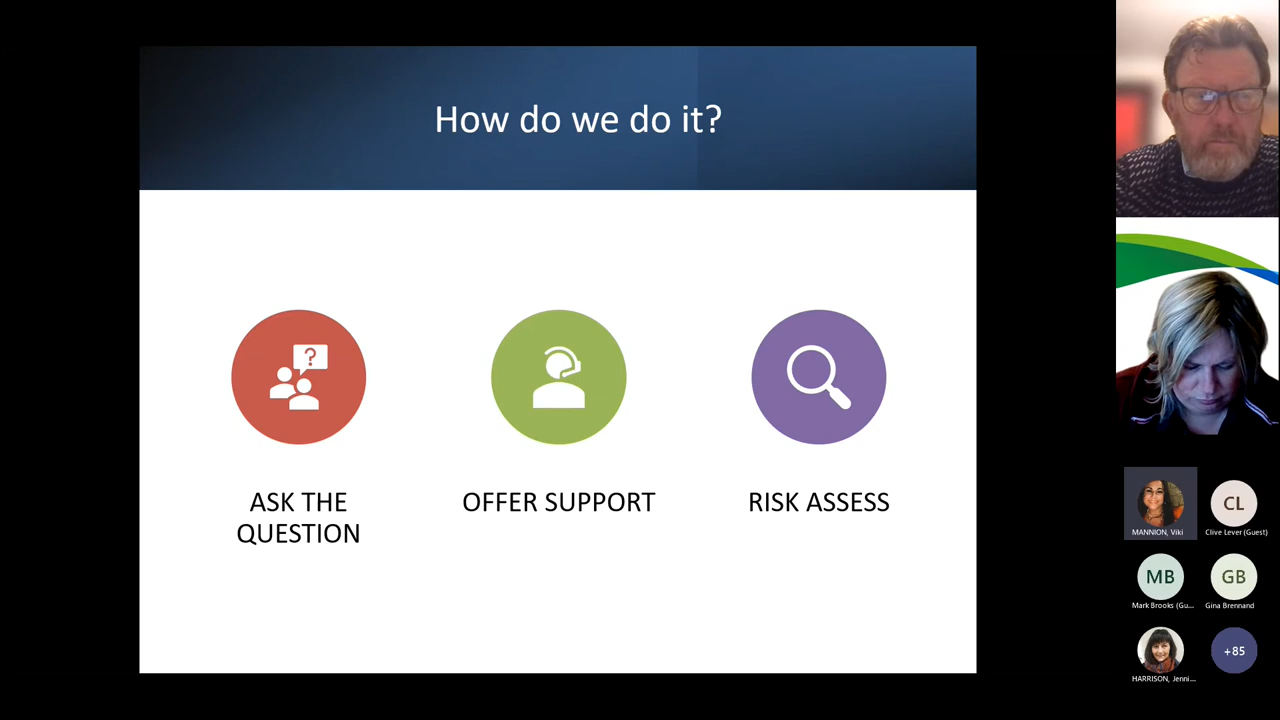 How do we do it?
?
ASK THE
QUESTION
OFFER SUPPORT
RISK ASSESS
MANNION, Viki
CL
Clive Lever (Guest)
MB
Mark Brooks (Gu...
GB
Gina Brennand
HARRISON, Jenni...
+85